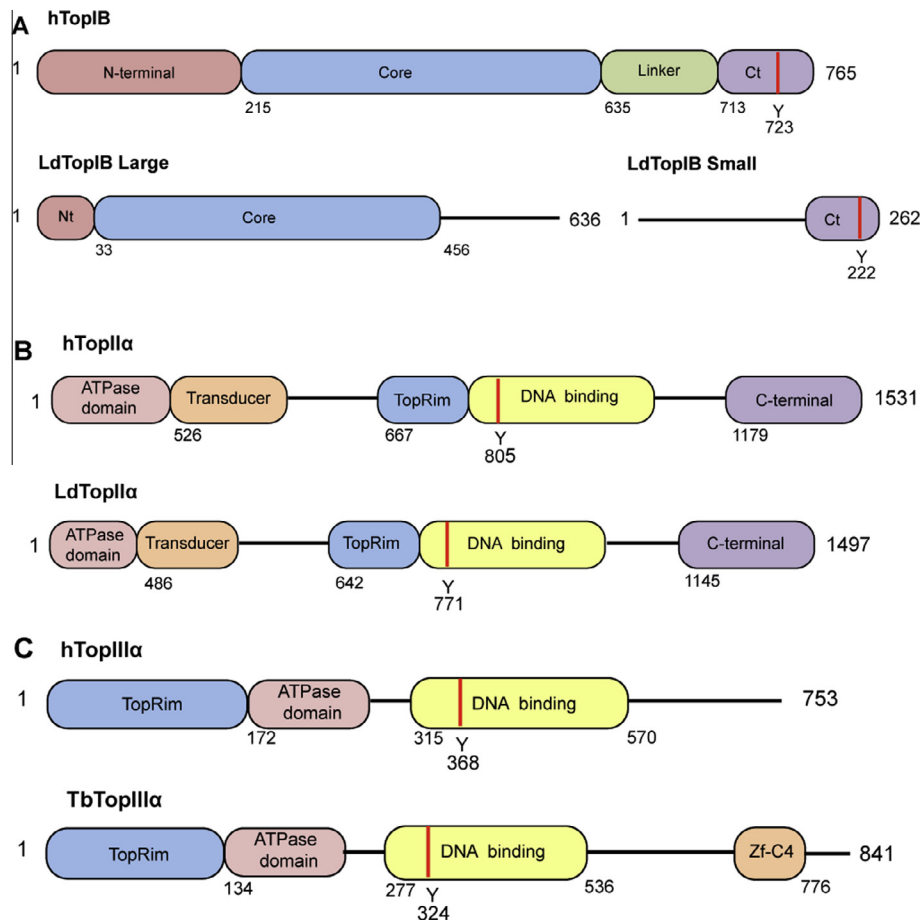 A
hTopIB
1 N-terminal Core Linker Ct 765
215 635 713 Y
723
LdTopIB Large LdTopIB Small
1 Nt Core 636 1 Ct 262
33 456 Y
222
B
hTopIIα
1 ATPase domain Transducer TopRim DNA binding C-terminal 1531
526 667 Y 1179
805
LdTopIIα
1 ATPase domain Transducer TopRim DNA binding C-terminal 1497
486 642 Y 1145
771
C
hTopIIIα
1 TopRim ATPase domain DNA binding 753
172 315 Y 570
368
TbTopIIIα
1 TopRim ATPase domain DNA binding Zf-C4 841
134 277 Y 536 776
324